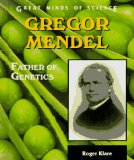 GREAT MINDS OF SCIENCE
GREGOR
MENDEL
FATHER OF
GENETICS
Roger Klare